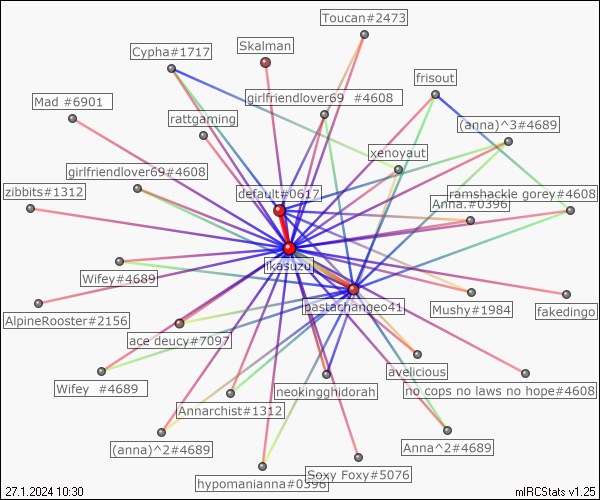 Toucan#2473
Cypha#1717
Skalman
frisout
girlfriendlover69  #4608
Mad #6901
rattgaming
(anna)^3#4689
xenoyaut
girlfriendlover69#4608
zibbits#1312
default#0617
ranshackle gorey#4608
Anna.#0396
ikasuzu
Wifey#4689
pastachangeo41
Mushy#1984
fakedingo
AlpineRooster#2156
ace deucy#7097
avelicious
Wifey  #4689
neokingghidorah
no cops no laws no hope#4608
Annarchist#1312
(anna)^2#4689
Anna^2#4689
Soxy Foxy#5076
hypomanianna#0396
27.1.2024 10:30
mIRCStats v1.25